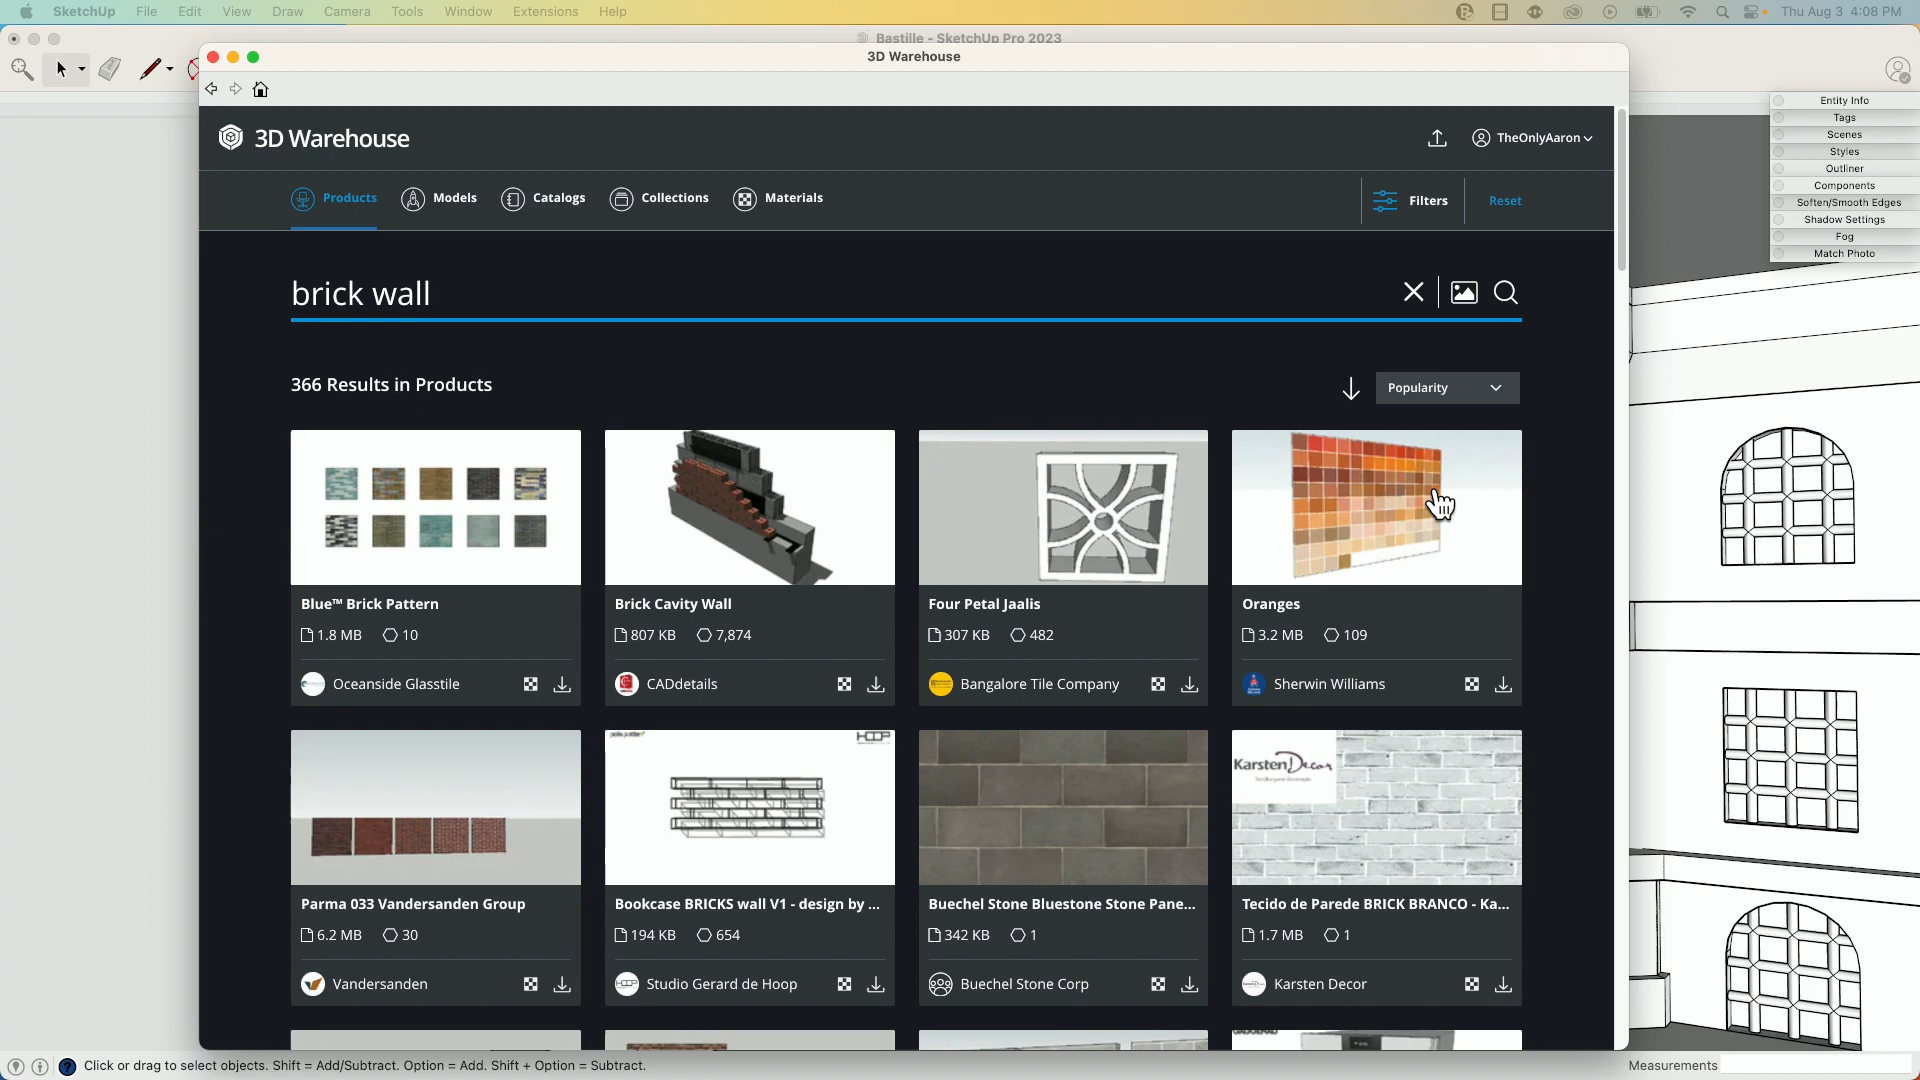 SketchUp File Edit View Draw Camera Tools Window Extensions Help Thu Aug 3 4:08 PM
Bastille - SketchUp Pro 2023
3D Warehouse
3D Warehouse
TheOnlyAaron
Products Models Catalogs Collections Materials Filters Reset
brick wall
366 Results in Products
Popularity
Blue™ Brick Pattern
1.8 MB 10
Oceanside Glasstile
Brick Cavity Wall
807 KB 7,874
CADdetails
Four Petal Jaalis
307 KB 482
Bangalore Tile Company
Oranges
3.2 MB 109
Sherwin Williams
Parma 033 Vandersanden Group
6.2 MB 30
Vandersanden
HOOP
Bookcase BRICKS wall V1 - design by ...
194 KB 654
Studio Gerard de Hoop
Buechel Stone Bluestone Stone Pane...
342 KB 1
Buechel Stone Corp
Karsten Decor
Tecido de Parede BRICK BRANCO - Ka...
1.7 MB 1
Karsten Decor
Entity Info
Tags
Scenes
Styles
Outliner
Components
Soften/Smooth Edges
Shadow Settings
Fog
Match Photo
Click or drag to select objects. Shift = Add/Subtract. Option = Add. Shift + Option = Subtract.
Measurements